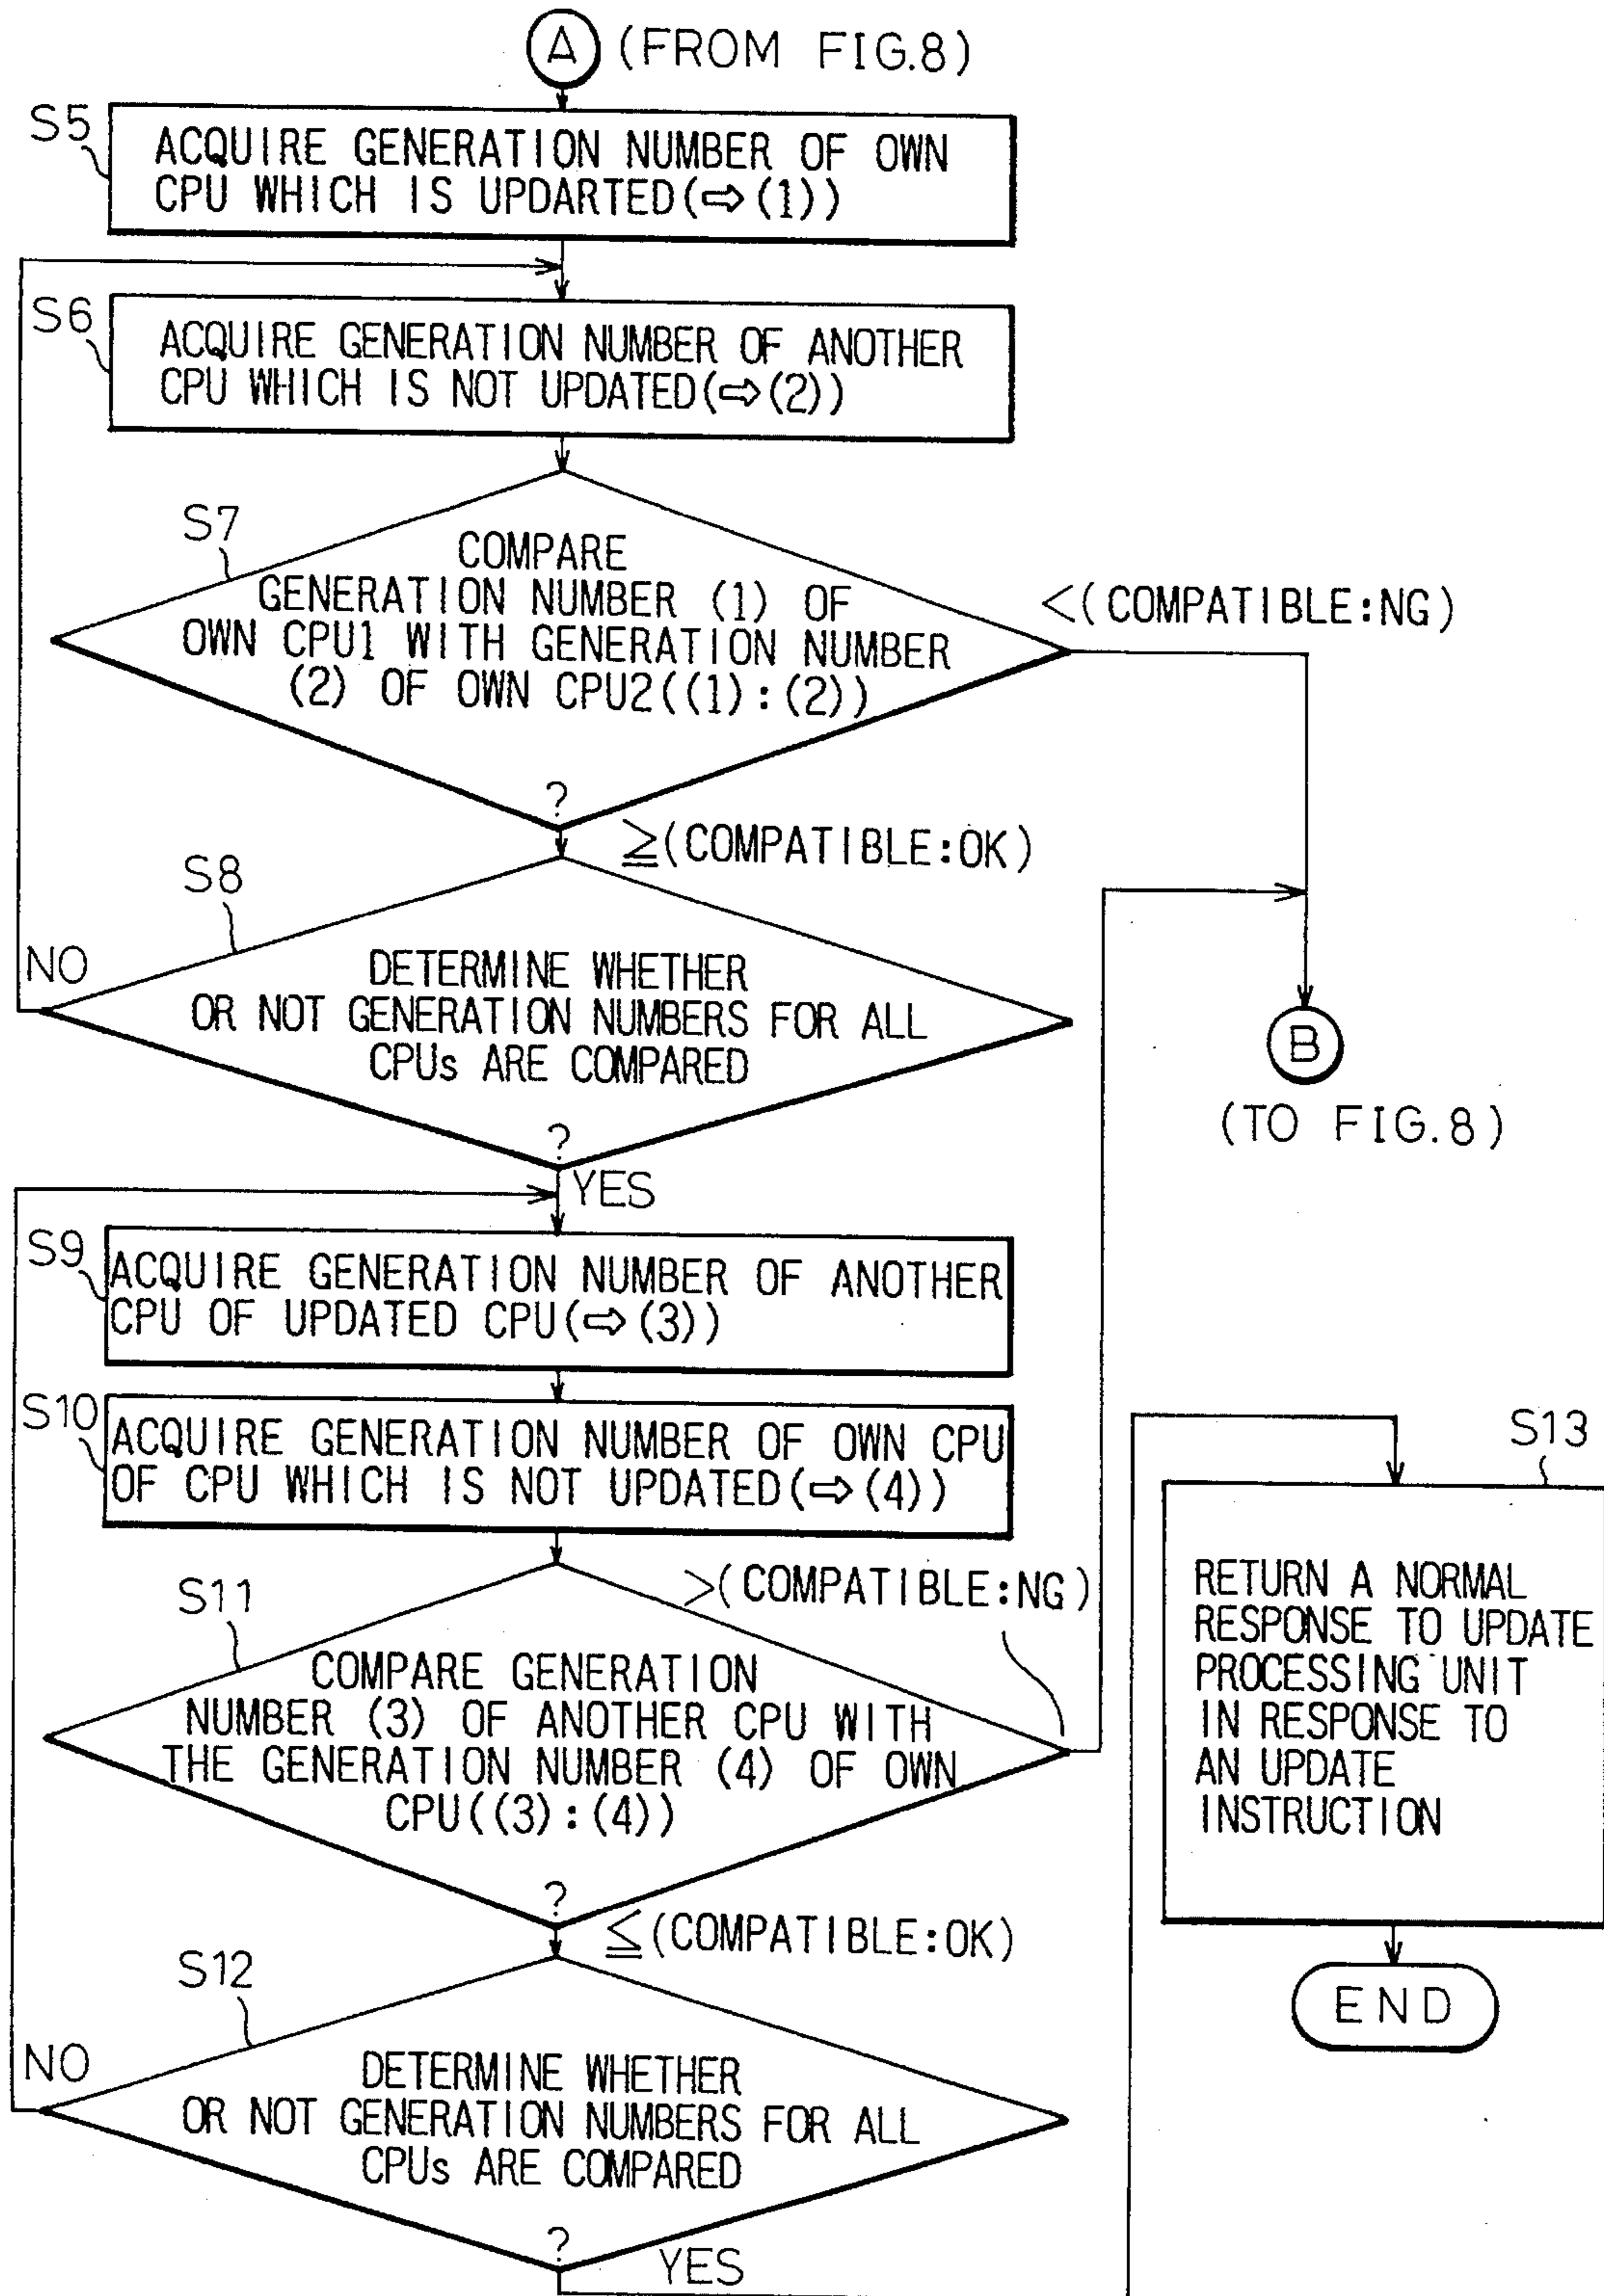 A (FROM FIG.8)
S5
ACQUIRE GENERATION NUMBER OF OWN
CPU WHICH IS UPDARTED(⇨(1))
S6
ACQUIRE GENERATION NUMBER OF ANOTHER
CPU WHICH IS NOT UPDATED(⇨(2))
S7
COMPARE
GENERATION NUMBER (1) OF
OWN CPU1 WITH GENERATION NUMBER
(2) OF OWN CPU2((1):(2))
?
<(COMPATIBLE:NG)
≧(COMPATIBLE:OK)
S8
NO
DETERMINE WHETHER
OR NOT GENERATION NUMBERS FOR ALL
CPUs ARE COMPARED
?
YES
B
(TO FIG.8)
S9
ACQUIRE GENERATION NUMBER OF ANOTHER
CPU OF UPDATED CPU(⇨(3))
S10
ACQUIRE GENERATION NUMBER OF OWN CPU
OF CPU WHICH IS NOT UPDATED(⇨(4))
S11
>(COMPATIBLE:NG)
COMPARE GENERATION
NUMBER (3) OF ANOTHER CPU WITH
THE GENERATION NUMBER (4) OF OWN
CPU((3):(4))
?
≦(COMPATIBLE:OK)
S12
NO
DETERMINE WHETHER
OR NOT GENERATION NUMBERS FOR ALL
CPUs ARE COMPARED
?
YES
S13
RETURN A NORMAL
RESPONSE TO UPDATE
PROCESSING UNIT
IN RESPONSE TO
AN UPDATE
INSTRUCTION
END